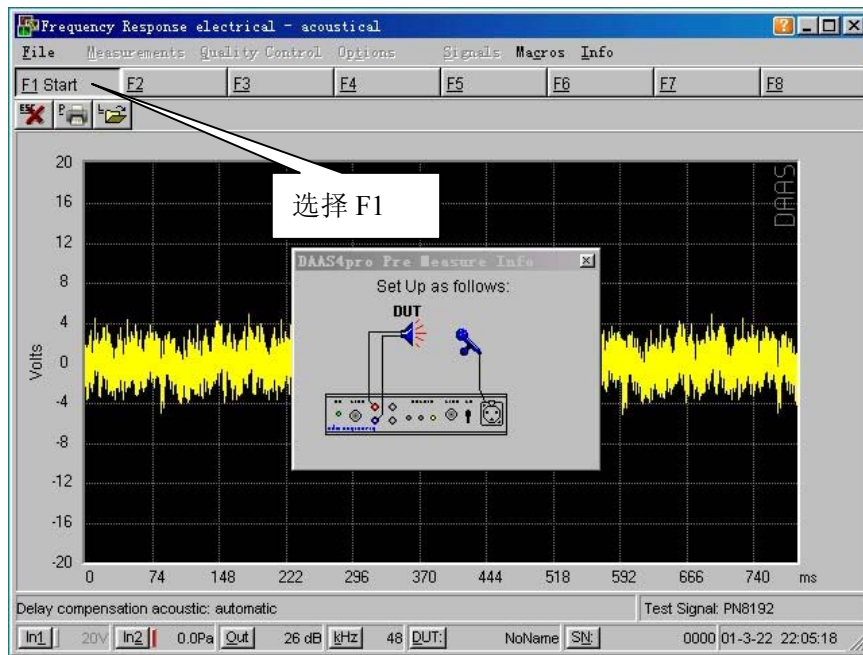 Frequency Response electrical - acoustical
File Measurements Quality Control Options Signals Macros Info
F1 Start F2 F3 F4 F5 F6 F7 F8
ESC P L
选择 F1
DAAS
20
16
12
8
4
0
-4
-8
-12
-16
-20
Volts
DAAS4pro Pre Measure Info
Set Up as follows:
DUT
0 74 148 222 296 370 444 518 592 666 740 ms
Delay compensation acoustic: automatic Test Signal: PN8192
In1 20V In2 0.0Pa Out 26 dB kHz 48 DUT: NoName SN: 0000 01-3-22 22:05:18